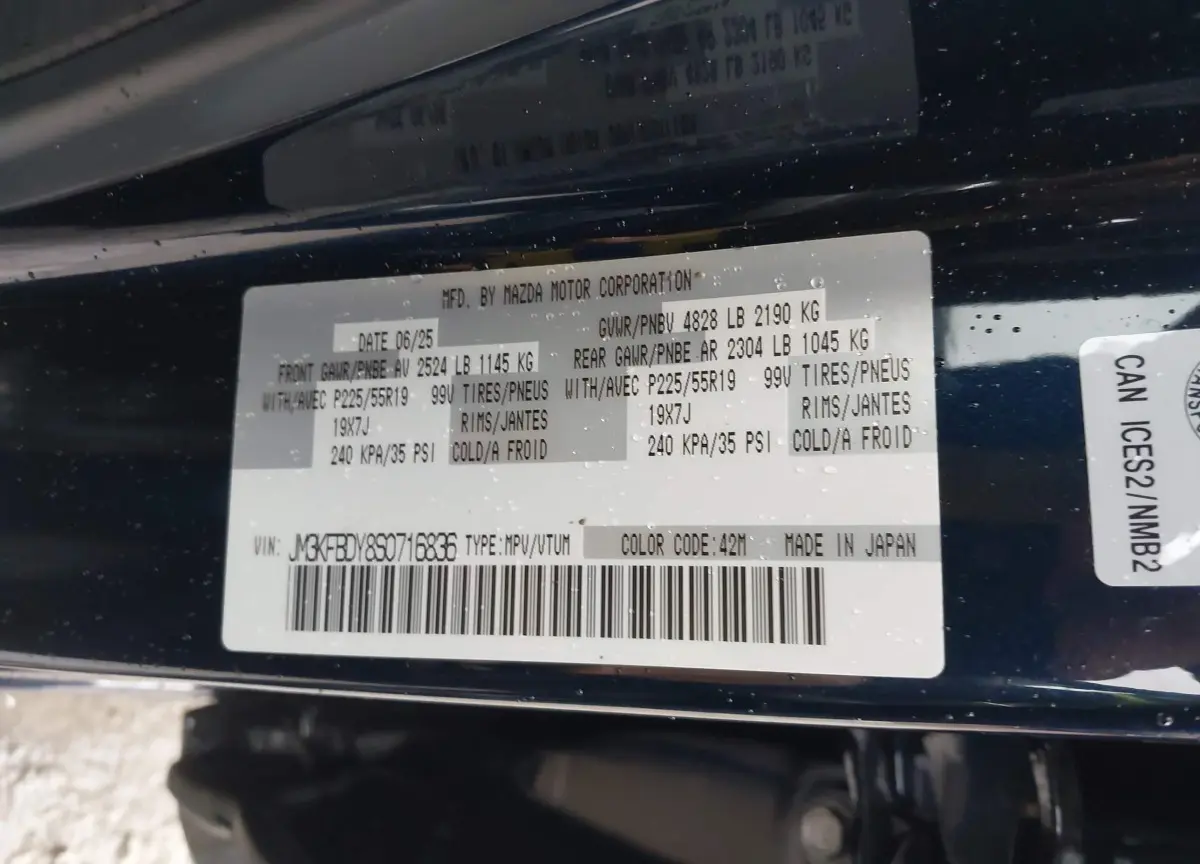 MFD. BY MAZDA MOTOR CORPORATION
DATE 06/25
GVWR/PNBV 4828 LB 2190 KG
FRONT GAWR/PNBE AV 2524 LB 1145 KG
REAR GAWR/PNBE AR 2304 LB 1045 KG
WITH/AVEC P225/55R19 99V TIRES/PNEUS
WITH/AVEC P225/55R19 99V TIRES/PNEUS
19X7J RIMS/JANTES
19X7J RIMS/JANTES
240 KPA/35 PSI COLD/A FROID
240 KPA/35 PSI COLD/A FROID
VIN: JM3KFBDY8S0716836 TYPE:MPV/VTUM COLOR CODE:42M MADE IN JAPAN
CAN ICES2/NMB2